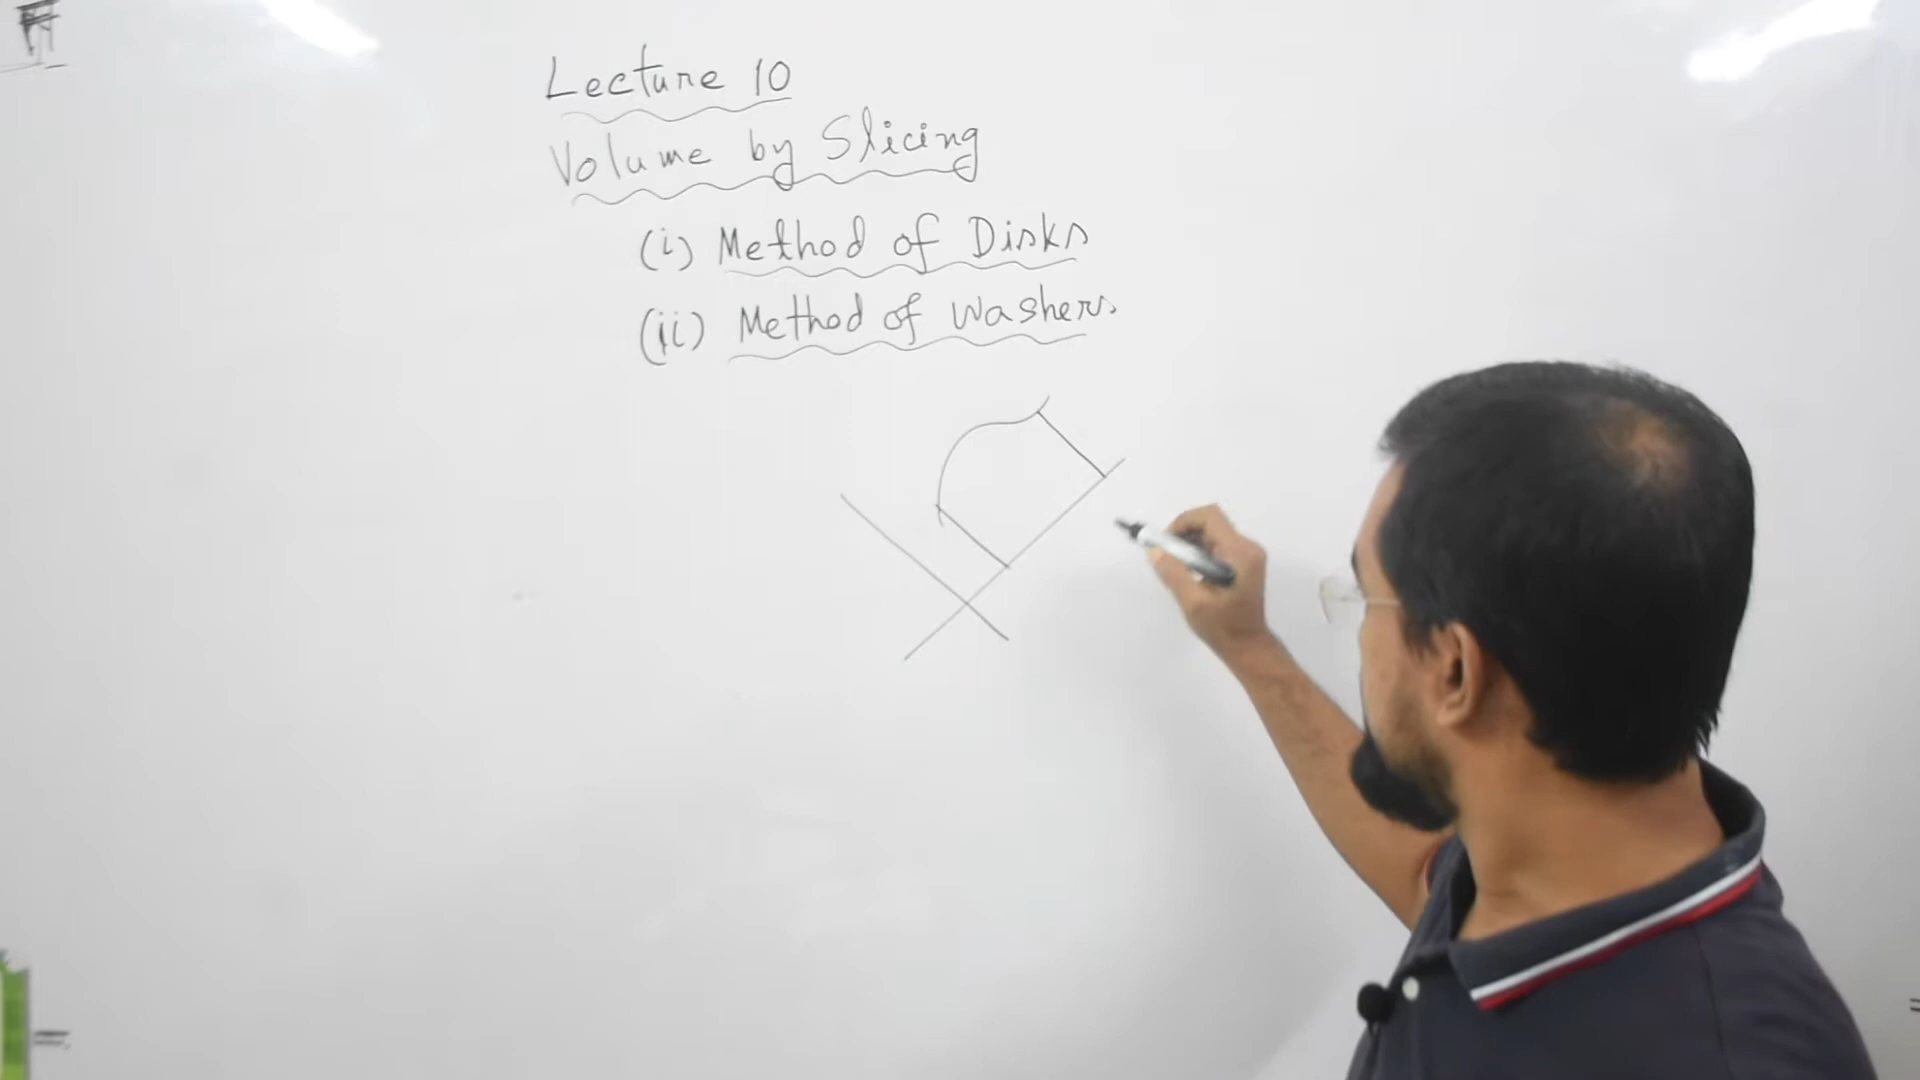 Lecture 10
Volume by Slicing
(i) Method of Disks
(ii) Method of Washers